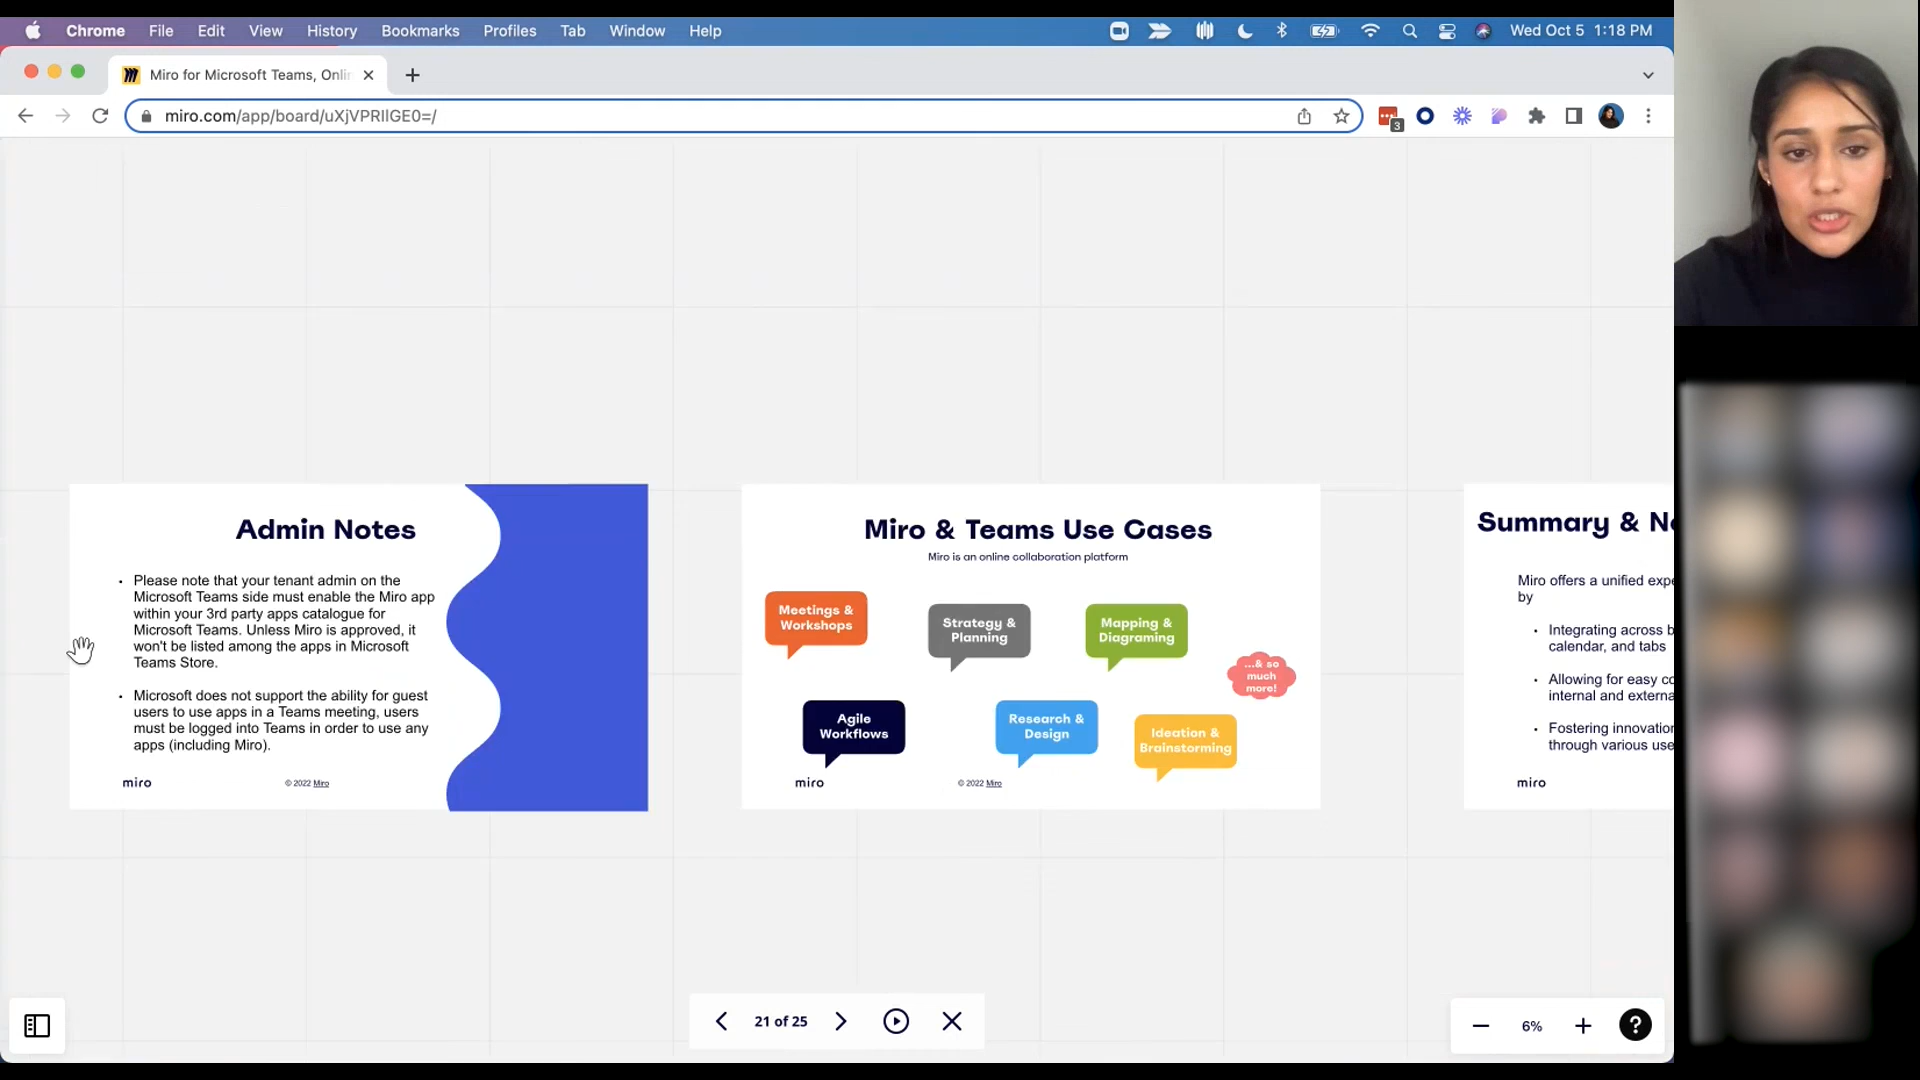 Chrome File Edit View History Bookmarks Profiles Tab Window Help Wed Oct 5 1:18 PM
Miro for Microsoft Teams, Onlin
miro.com/app/board/uXjVPRIlGE0=/
3
Admin Notes
• Please note that your tenant admin on the
Microsoft Teams side must enable the Miro app
within your 3rd party apps catalogue for
Microsoft Teams. Unless Miro is approved, it
won't be listed among the apps in Microsoft
Teams Store.
• Microsoft does not support the ability for guest
users to use apps in a Teams meeting, users
must be logged into Teams in order to use any
apps (including Miro).
miro © 2022 Miro
Miro & Teams Use Cases
Miro is an online collaboration platform
Meetings &
Workshops
Strategy &
Planning
Mapping &
Diagraming
...& so
much
more!
Agile
Workflows
Research &
Design
Ideation &
Brainstorming
miro © 2022 Miro
Summary & Ne
Miro offers a unified expe
by
• Integrating across b
calendar, and tabs
• Allowing for easy co
internal and externa
• Fostering innovation
through various use
miro
21 of 25
6%
?